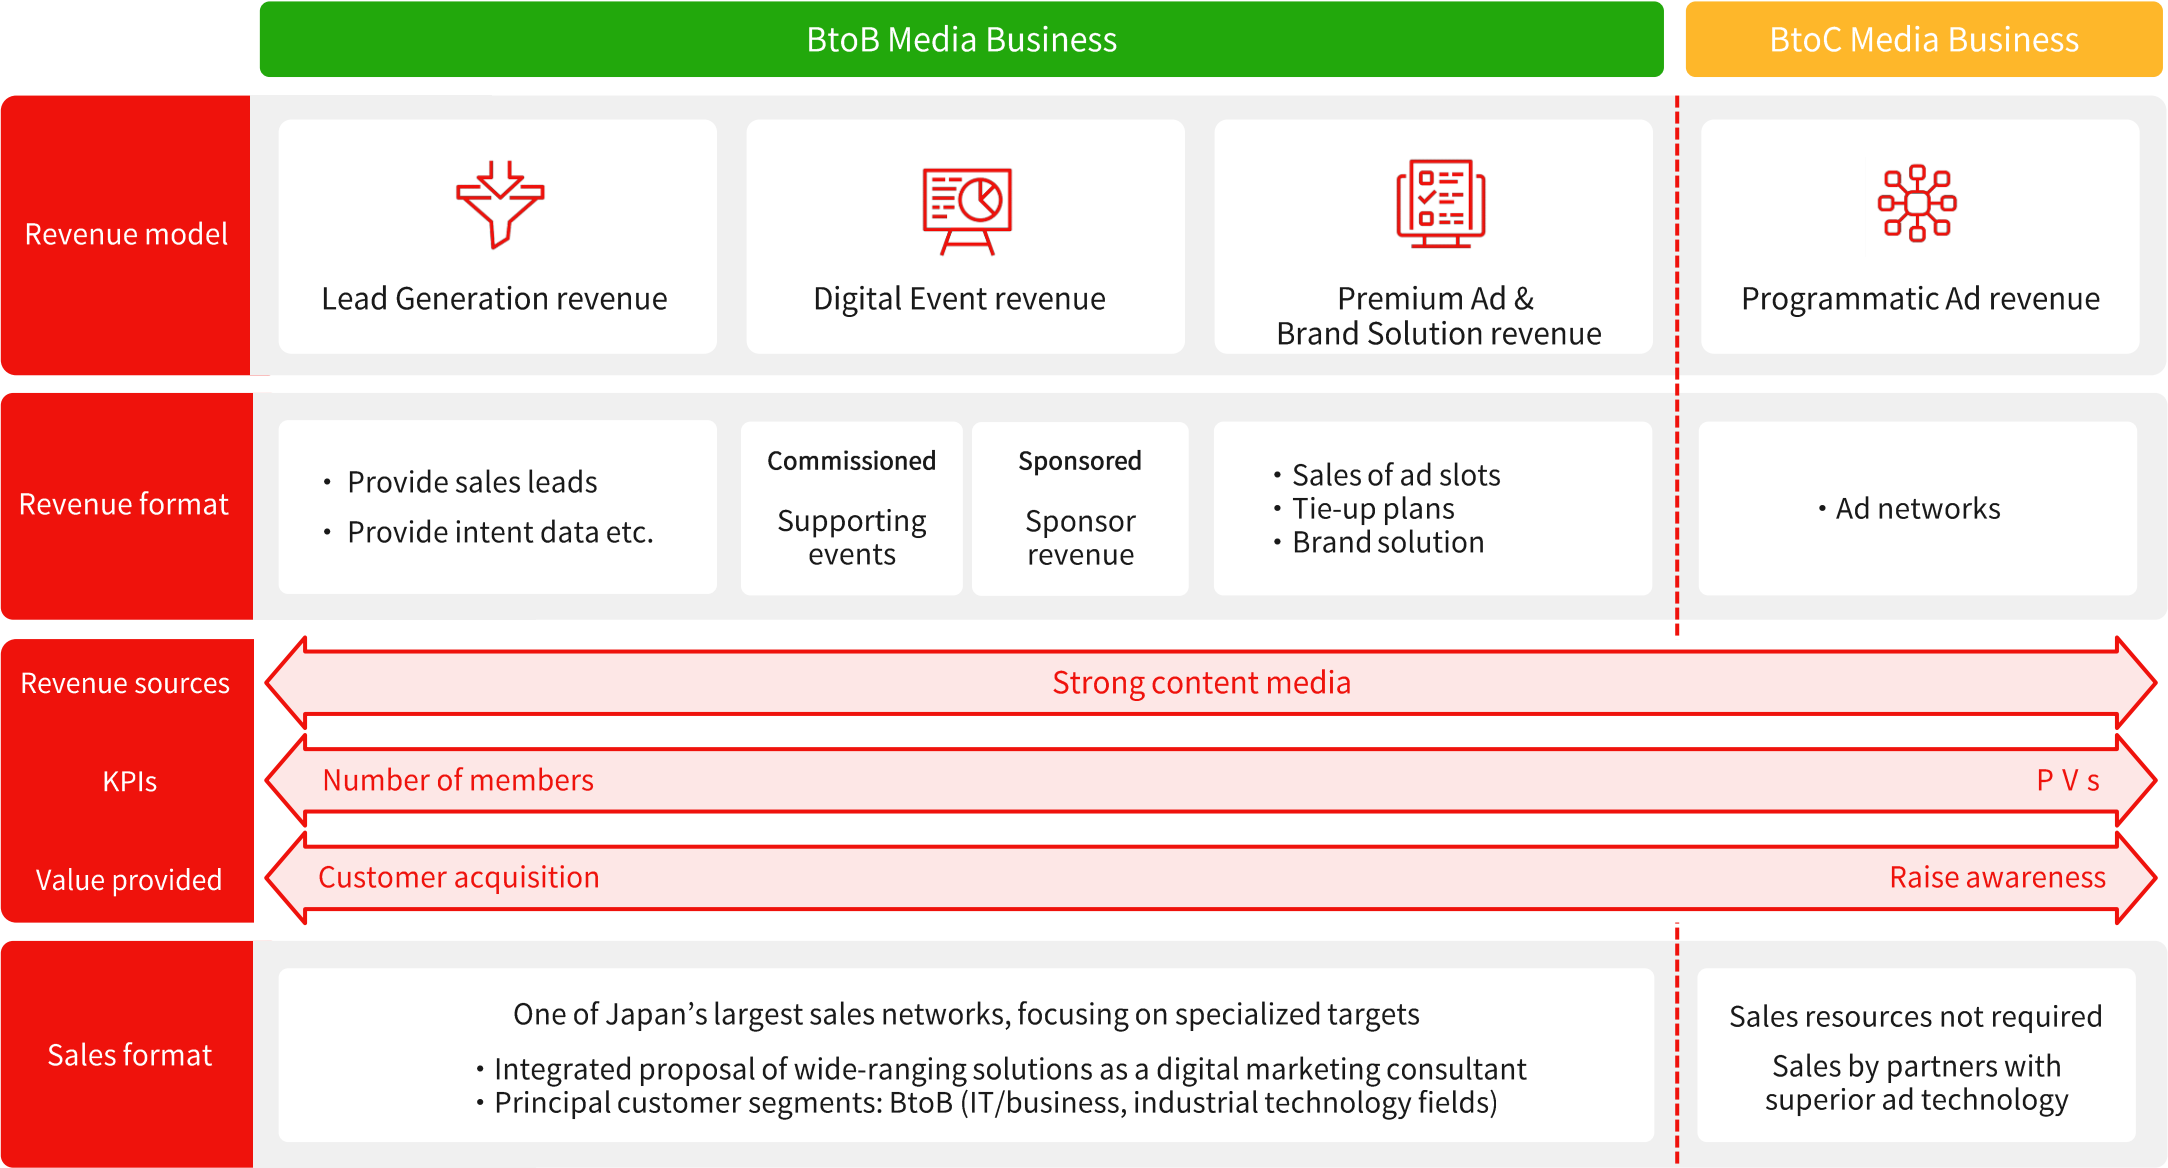 BtoB Media Business
BtoC Media Business
Revenue model
Lead Generation revenue
Digital Event revenue
Premium Ad &
Brand Solution revenue
Programmatic Ad revenue
Revenue format
・ Provide sales leads
・ Provide intent data etc.
Commissioned
Supporting
events
Sponsored
Sponsor
revenue
・Sales of ad slots
・Tie-up plans
・Brand solution
・Ad networks
Revenue sources
Strong content media
KPIs
Number of members
P V s
Value provided
Customer acquisition
Raise awareness
Sales format
One of Japan’s largest sales networks, focusing on specialized targets
・Integrated proposal of wide-ranging solutions as a digital marketing consultant
・Principal customer segments: BtoB (IT/business, industrial technology fields)
Sales resources not required
Sales by partners with
superior ad technology